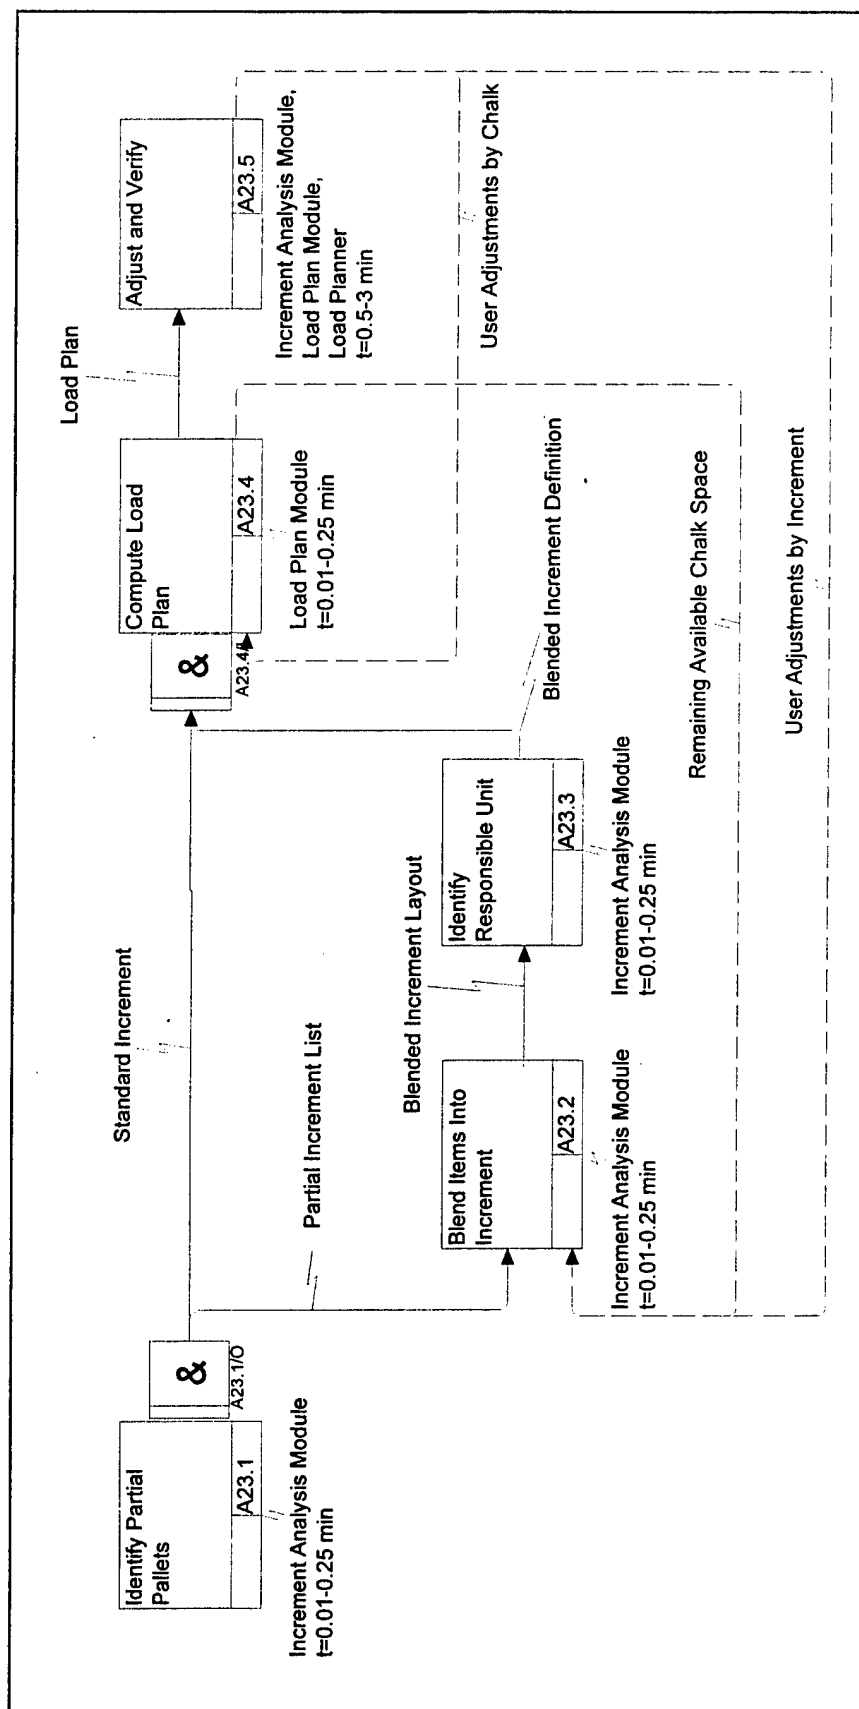 Identify Partial
Pallets
A23.1
Increment Analysis Module
t=0.01-0.25 min
&
A23.1/O
Standard Increment
Partial Increment List
Blend Items Into
Increment
A23.2
Increment Analysis Module
t=0.01-0.25 min
Blended Increment Layout
Identify
Responsible Unit
A23.3
Increment Analysis Module
t=0.01-0.25 min
Blended Increment Definition
&
Compute Load
Plan
A23.4
Load Plan Module
t=0.01-0.25 min
Load Plan
Adjust and Verify
A23.5
Increment Analysis Module,
Load Plan Module,
Load Planner
t=0.5-3 min
User Adjustments by Chalk
Remaining Available Chalk Space
User Adjustments by Increment